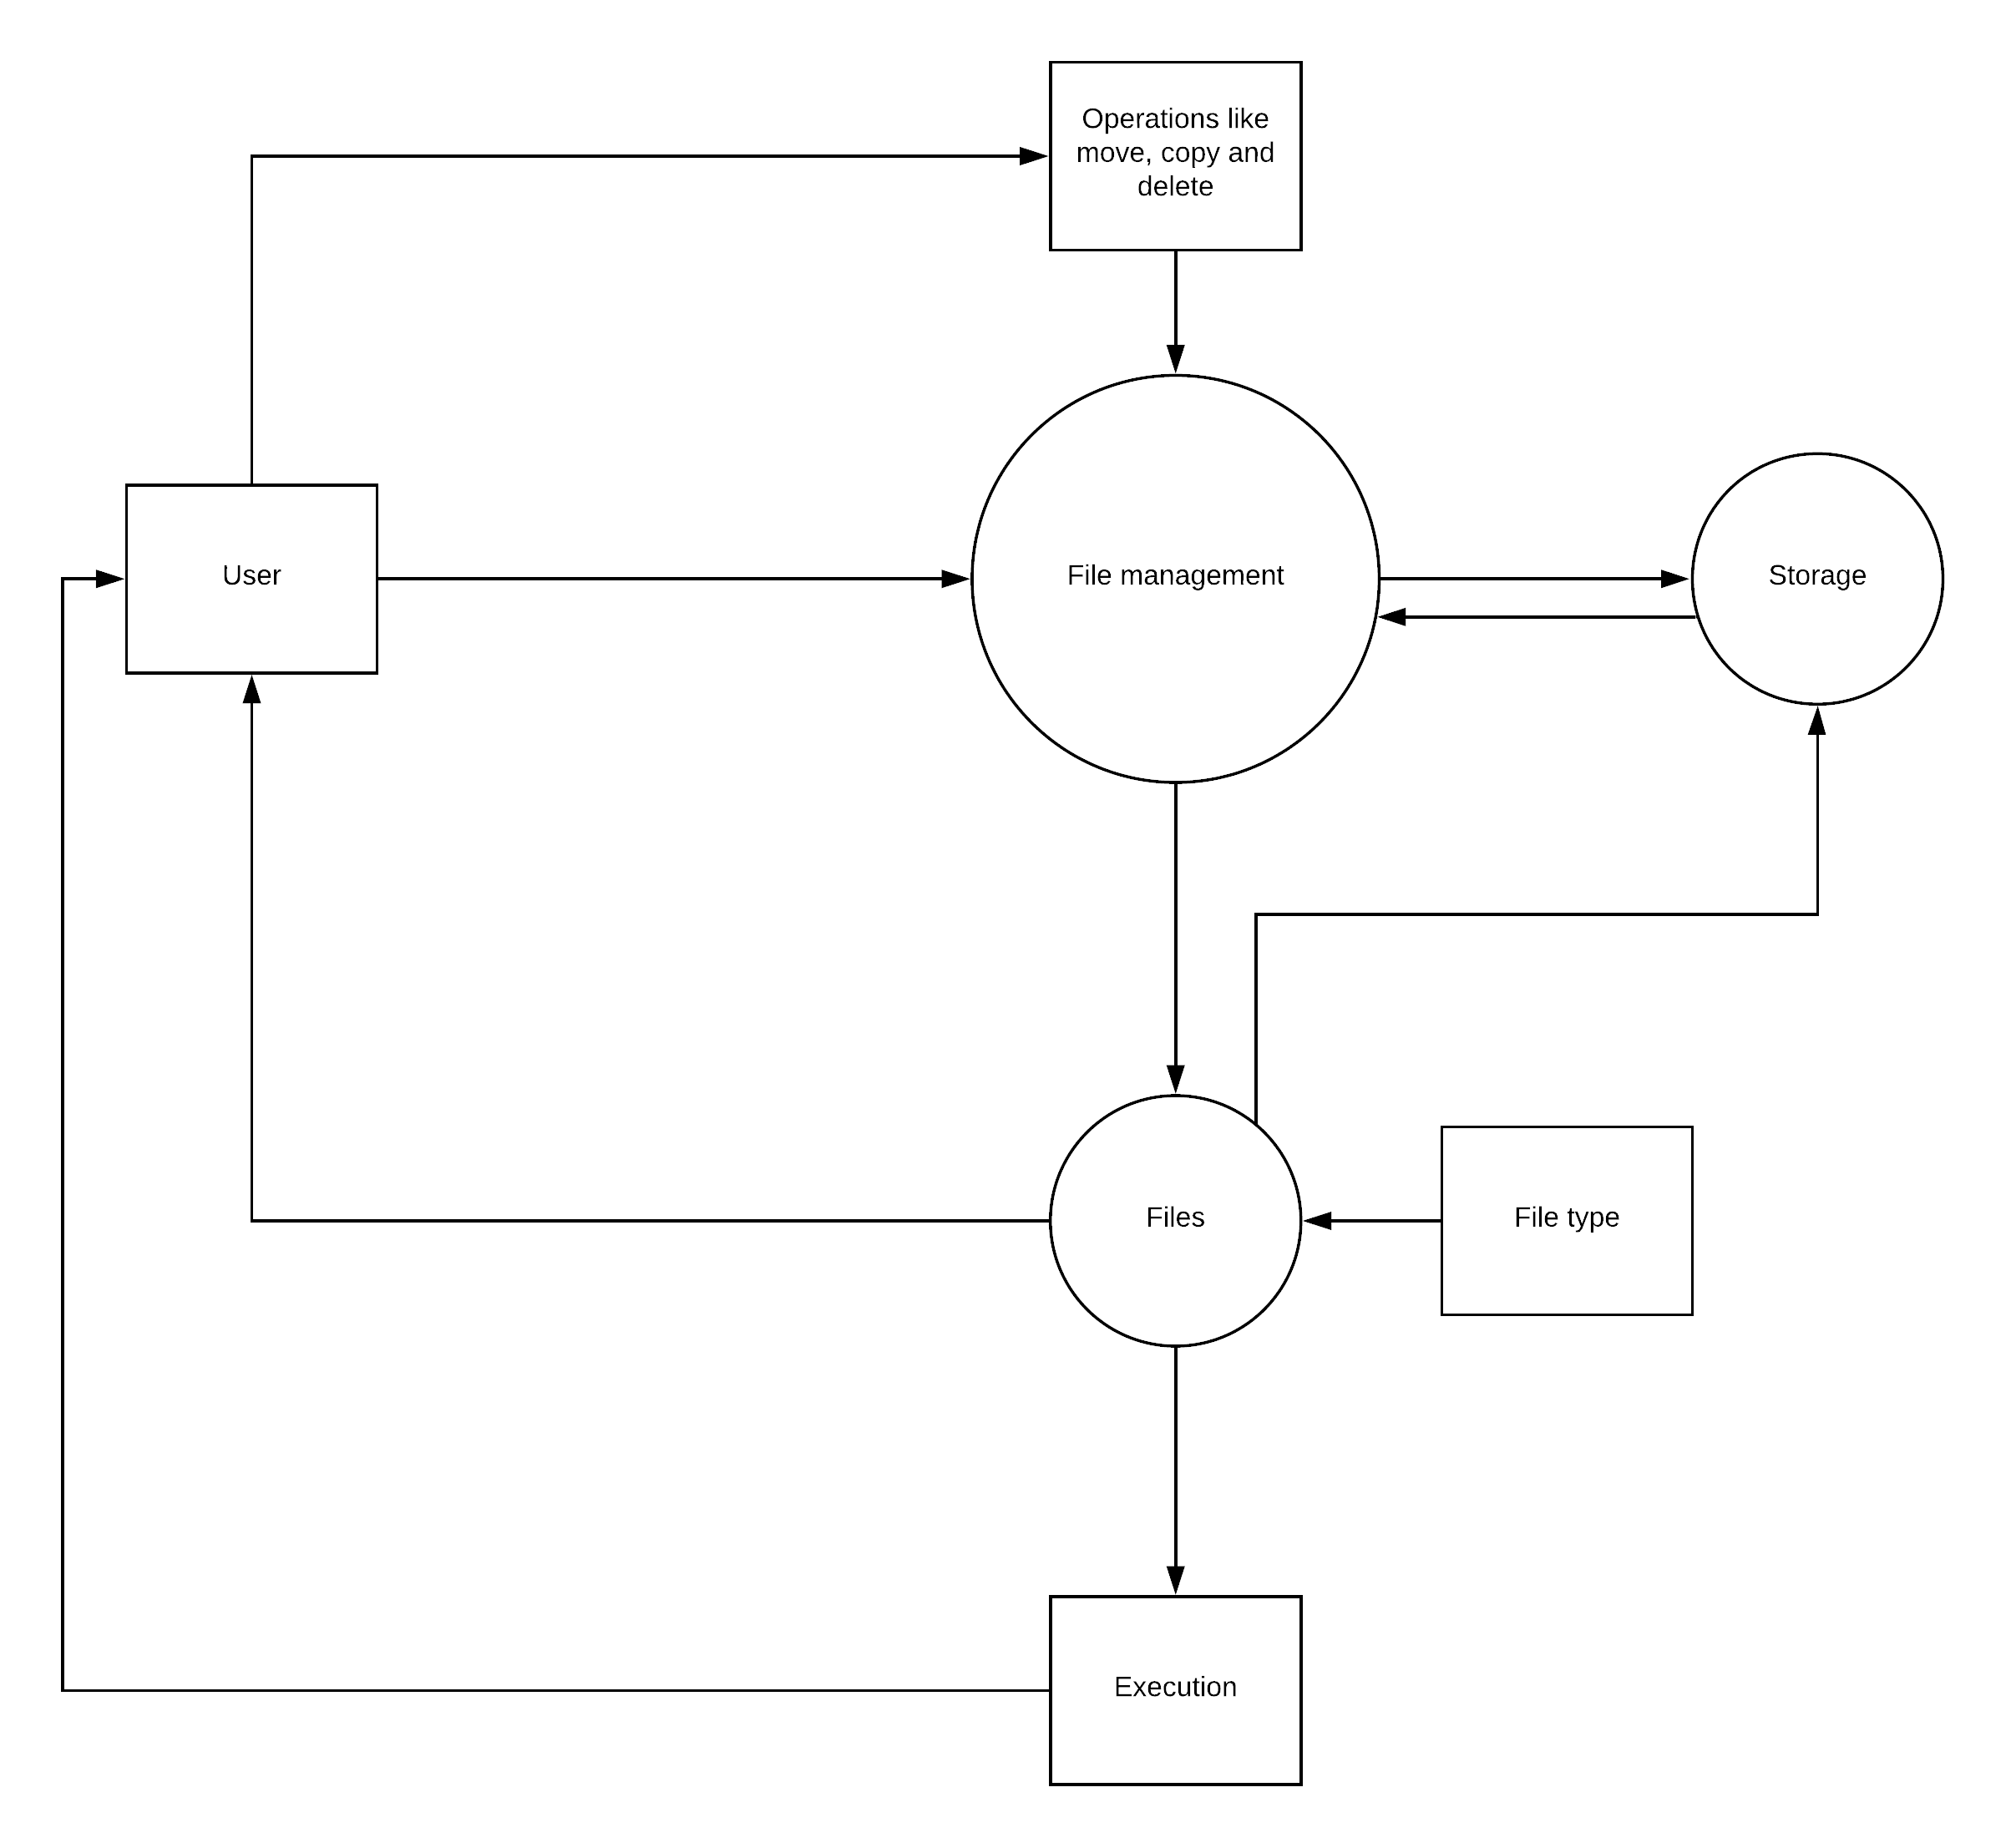 Operations like
move, copy and
delete
User
File management
Storage
Files
File type
Execution